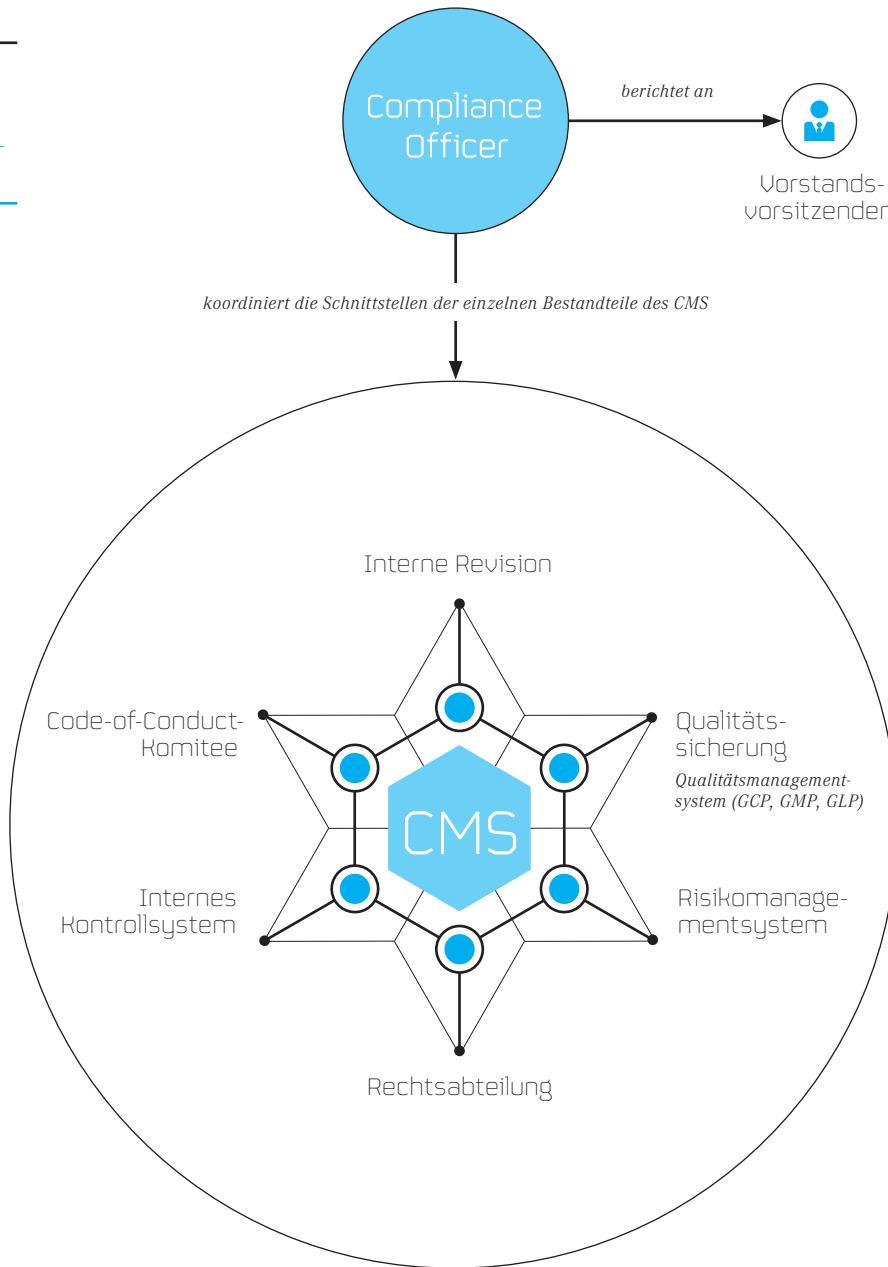 Compliance
Officer
berichtet an
Vorstands-
vorsitzenden
koordiniert die Schnittstellen der einzelnen Bestandteile des CMS
Interne Revision
Code-of-Conduct-
Komitee
Qualitäts-
sicherung
Qualitätsmanagement-
system (GCP, GMP, GLP)
CMS
Internes
Kontrollsystem
Risikomanage-
mentsystem
Rechtsabteilung